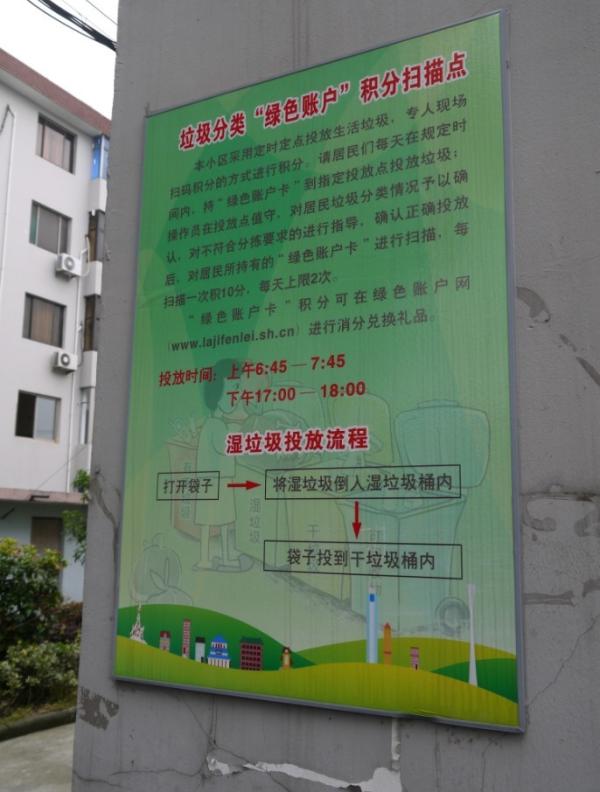 垃圾分类“绿色账户”积分扫描点
本小区采用定时定点投放生活垃圾，专人现场
扫码积分的方式进行积分。请居民们每天在规定时
间内，持“绿色账户卡”到指定投放点投放垃圾；
操作员在投放点值守，对居民垃圾分类情况予以确
认，对不符合分拣要求的进行指导，确认正确投放
后，对居民所持有的“绿色账户卡”进行扫描，每
扫描一次积10分，每天上限2次。
“绿色账户卡”积分可在绿色账户网
(www.lajifenlei.sh.cn) 进行消分兑换礼品。
投放时间：上午6:45 — 7:45
下午17:00 — 18:00
湿垃圾投放流程
打开袋子
将湿垃圾倒人湿垃圾桶内
袋子投到干垃圾桶内
湿垃圾